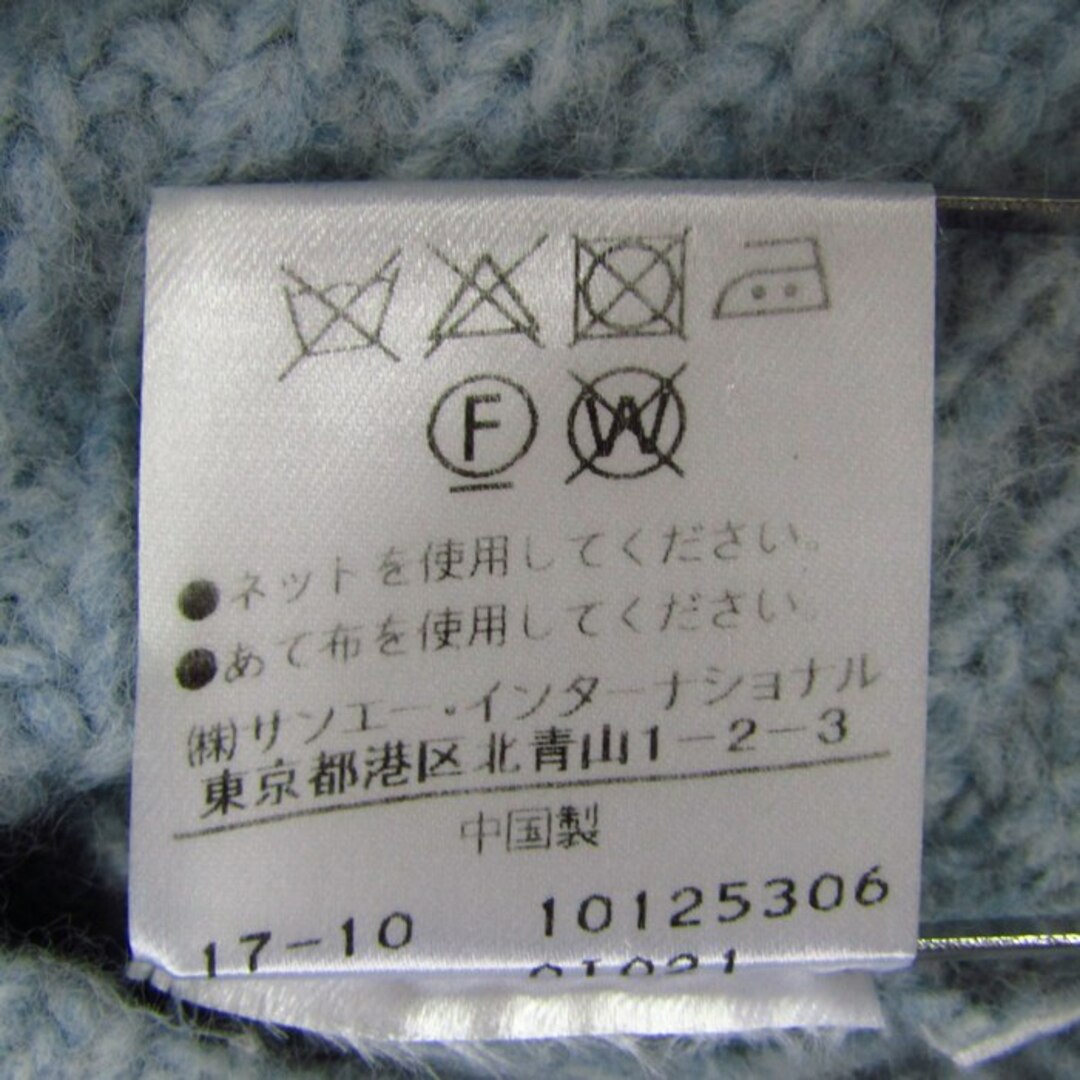 F W
●ネットを使用してください。
●あて布を使用してください。
(株)サンエー・インターナショナル
東京都港区北青山1-2-3
中国製
17-10 10125306